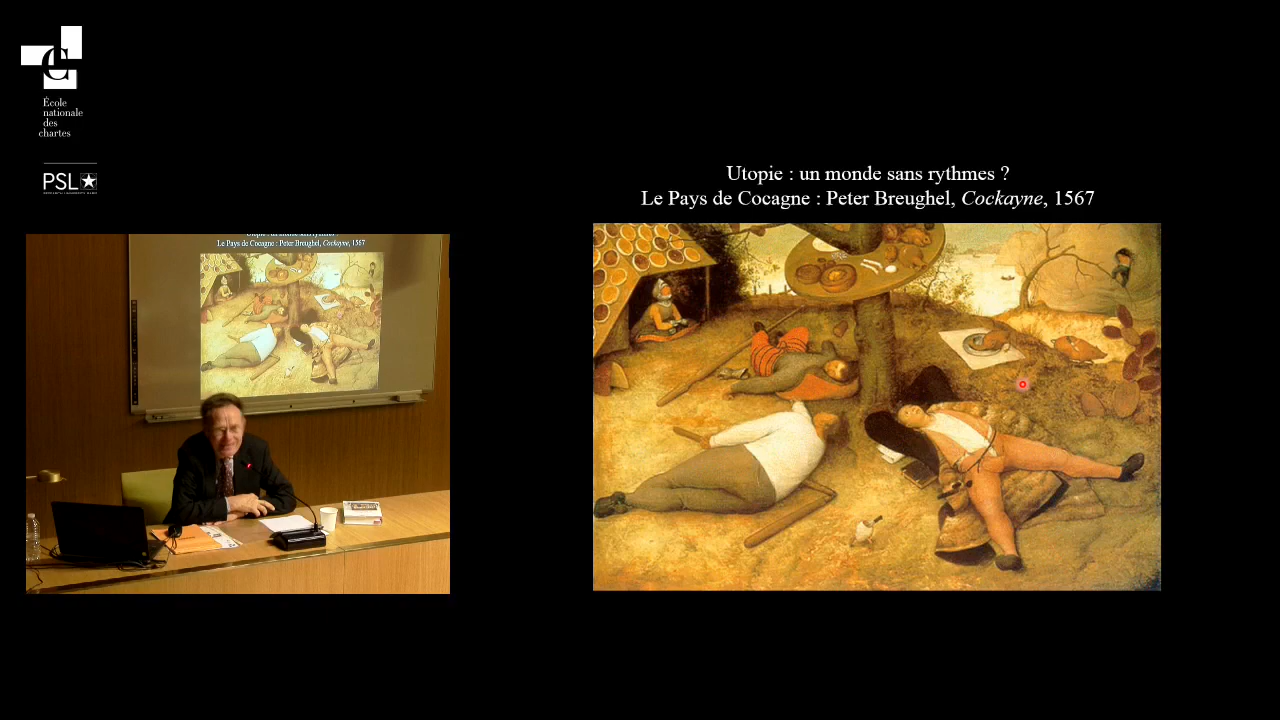 École
nationale
des
chartes
PSL
Utopie : un monde sans rythmes ?
Le Pays de Cocagne : Peter Breughel, Cockayne, 1567
Utopie : un monde sans rythmes ?
Le Pays de Cocagne : Peter Breughel, Cockayne, 1567